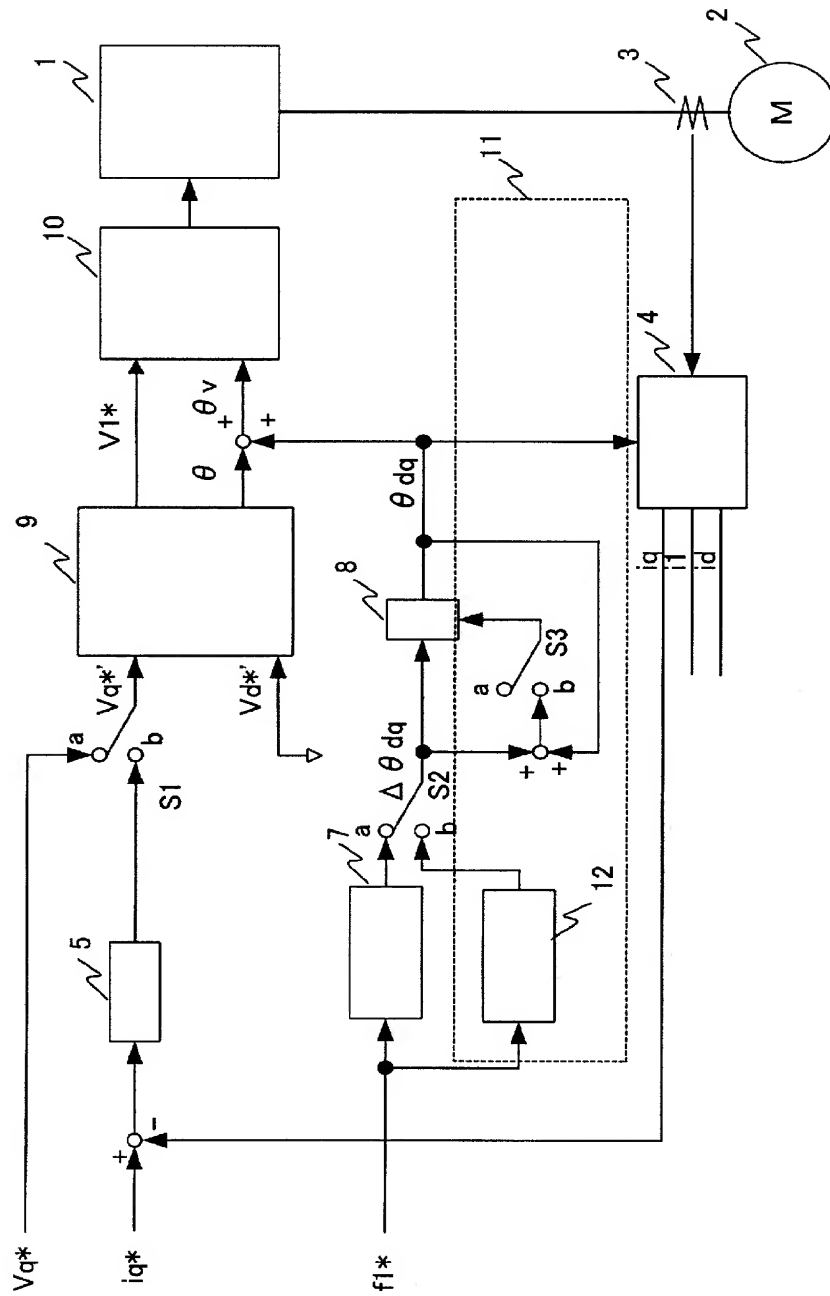 1
2
3
M
10
11
4
V1*
θv
+
+
θ
θdq
9
8
iq
i1
id
Vq*'
Vd*'
a
b
S1
S3
a
b
Δθdq
S2
+
+
a
b
7
12
5
+
-
Vq*
iq*
f1*